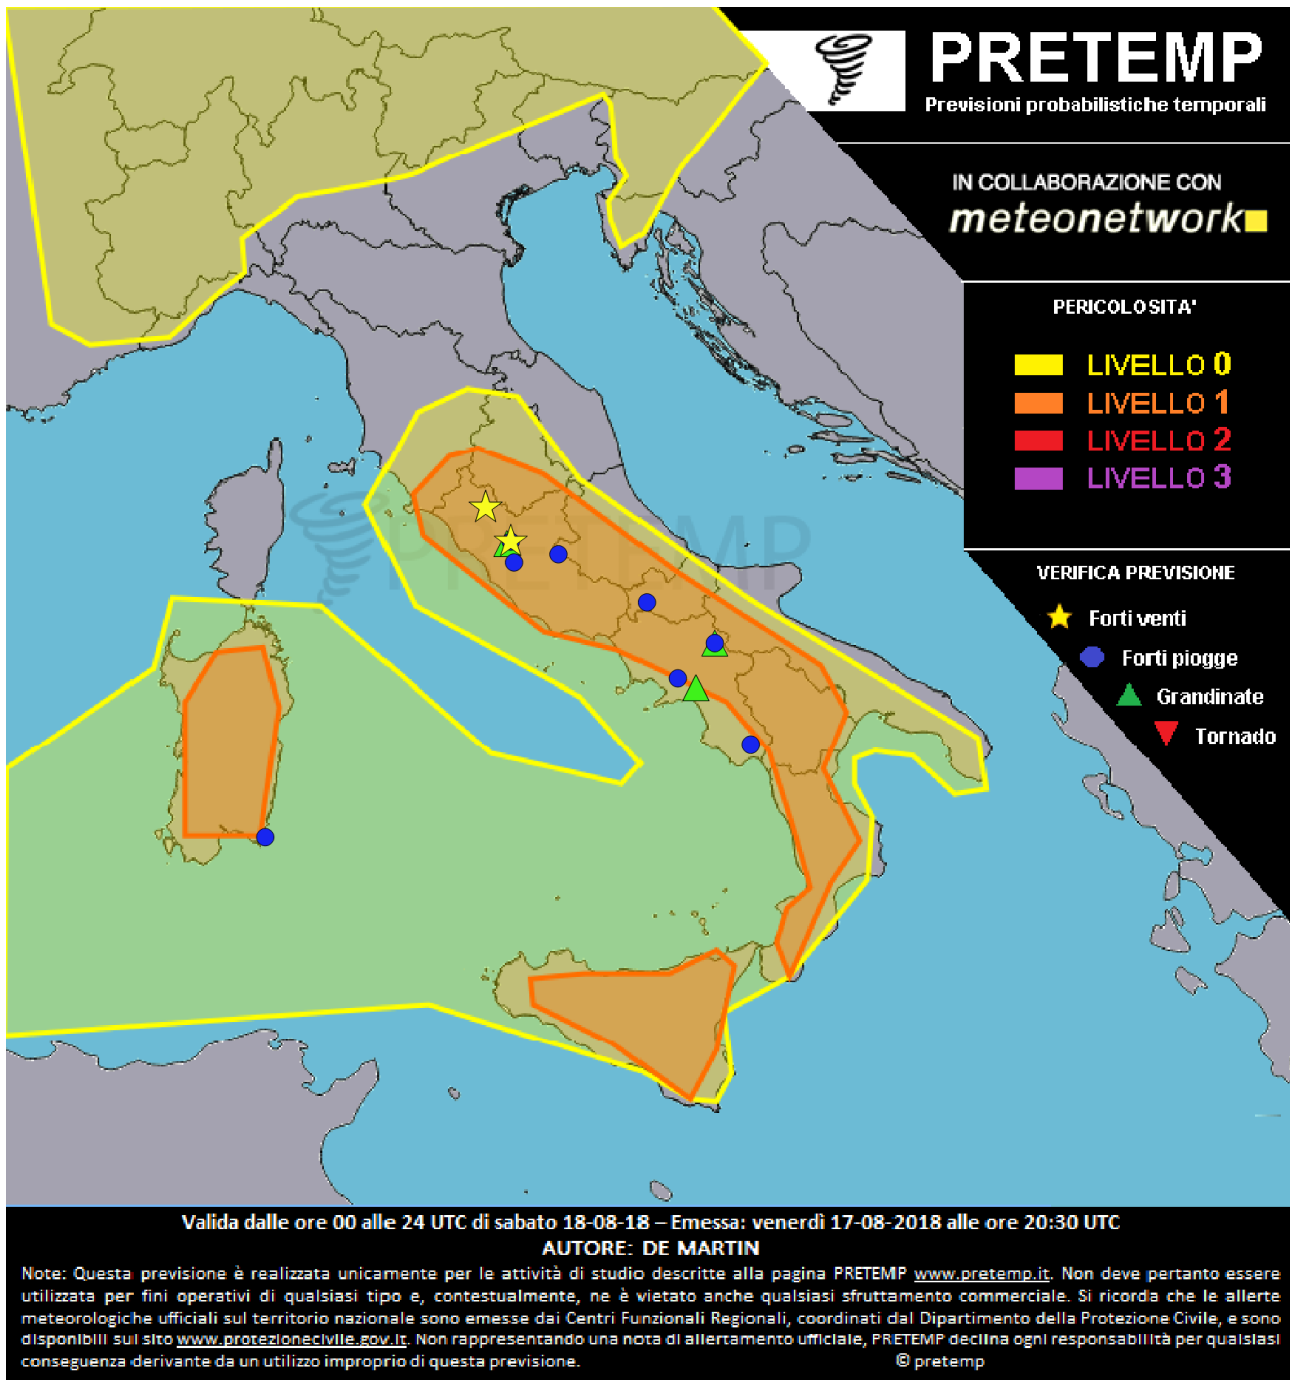 PRETEMP
Previsioni probabilistiche temporali
IN COLLABORAZIONE CON
meteonetwork
PERICOLOSITA'
LIVELLO 0
LIVELLO 1
LIVELLO 2
LIVELLO 3
PRETEMP
VERIFICA PREVISIONE
Forti venti
Forti piogge
Grandinate
Tornado
Valida dalle ore 00 alle 24 UTC di sabato 18-08-18 – Emessa: venerdì 17-08-2018 alle ore 20:30 UTC
AUTORE: DE MARTIN
Note: Questa previsione è realizzata unicamente per le attività di studio descritte alla pagina PRETEMP www.pretemp.it. Non deve pertanto essere
utilizzata per fini operativi di qualsiasi tipo e, contestualmente, ne è vietato anche qualsiasi sfruttamento commerciale. Si ricorda che le allerte
meteorologiche ufficiali sul territorio nazionale sono emesse dai Centri Funzionali Regionali, coordinati dal Dipartimento della Protezione Civile, e sono
disponibili sul sito www.protezionecivile.gov.it. Non rappresentando una nota di allertamento ufficiale, PRETEMP declina ogni responsabilità per qualsiasi
conseguenza derivante da un utilizzo improprio di questa previsione.
© pretemp